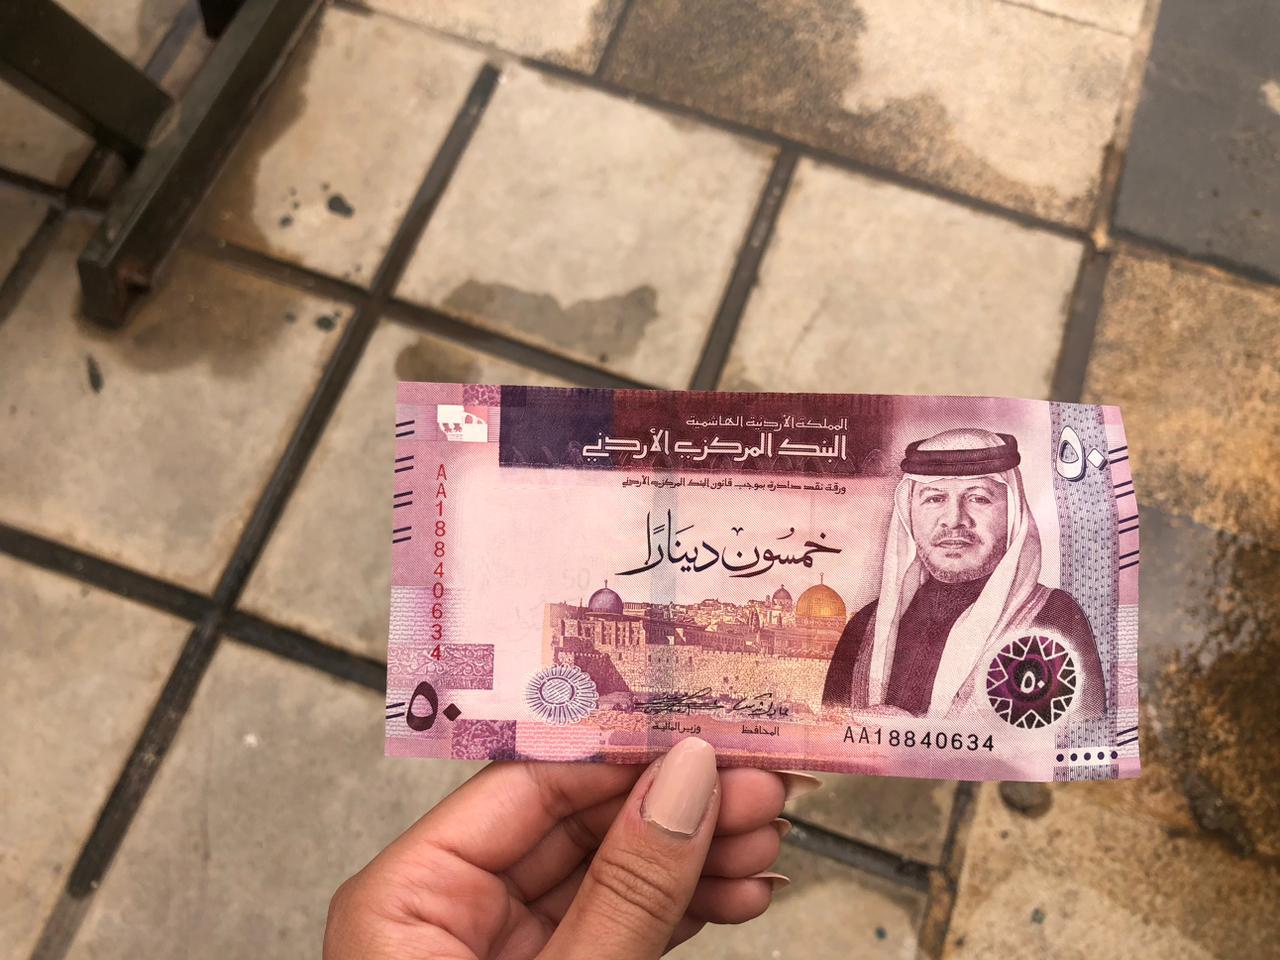 المملكة الأردنية الهاشمية
البنك المركزي الأردني
ورقة نقد صادرة بموجب قانون البنك المركزي الأردني
خمسون دينارًا
٥٠
AA18840634
٥٠
٥٠
وزير المالية
المحافظ
AA18840634